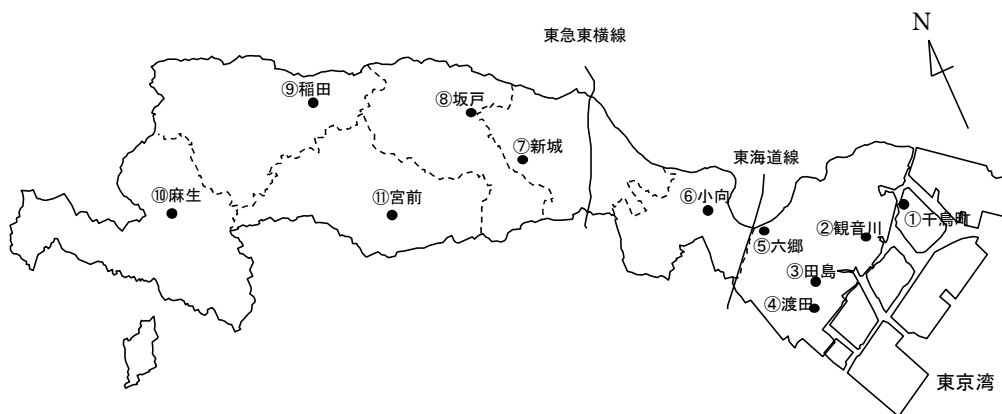 東急東横線
N
⑨稲田
⑧坂戸
⑦新城
東海道線
⑩麻生
⑪宮前
⑥小向
①千鳥町
②観音川
⑤六郷
③田島
④渡田
東京湾